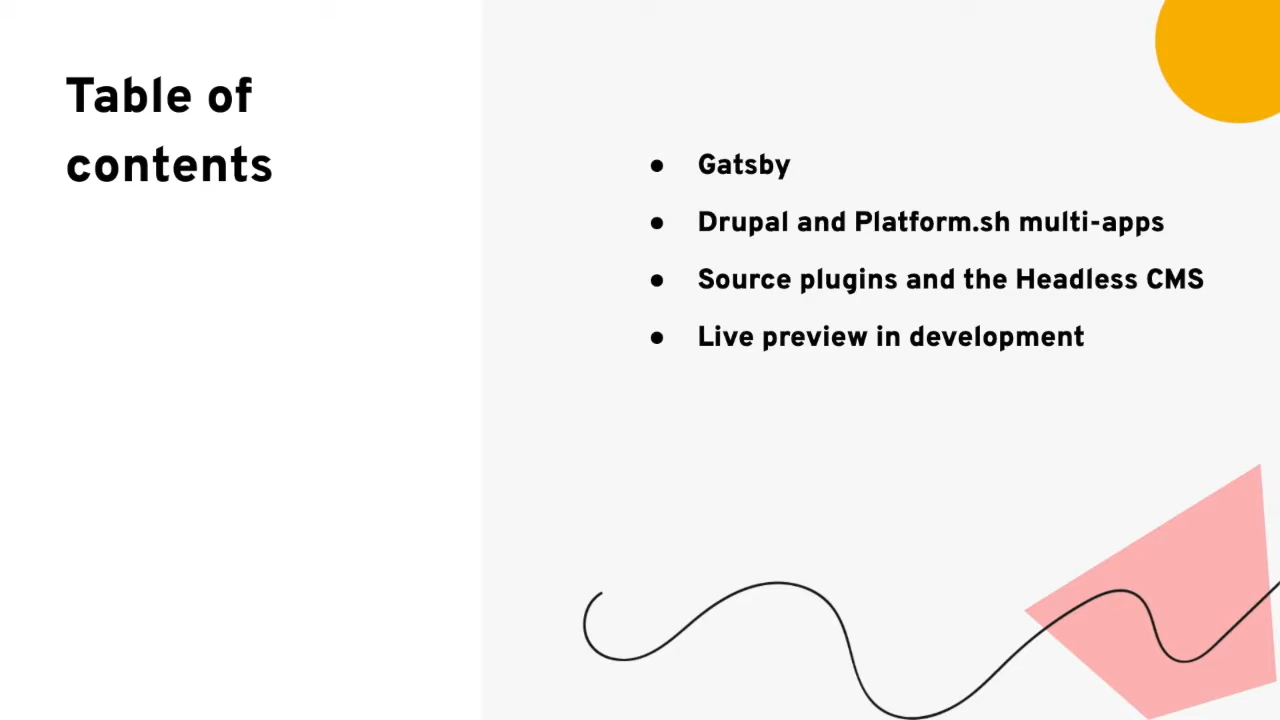 Table of
contents
● Gatsby
● Drupal and Platform.sh multi-apps
● Source plugins and the Headless CMS
● Live preview in development